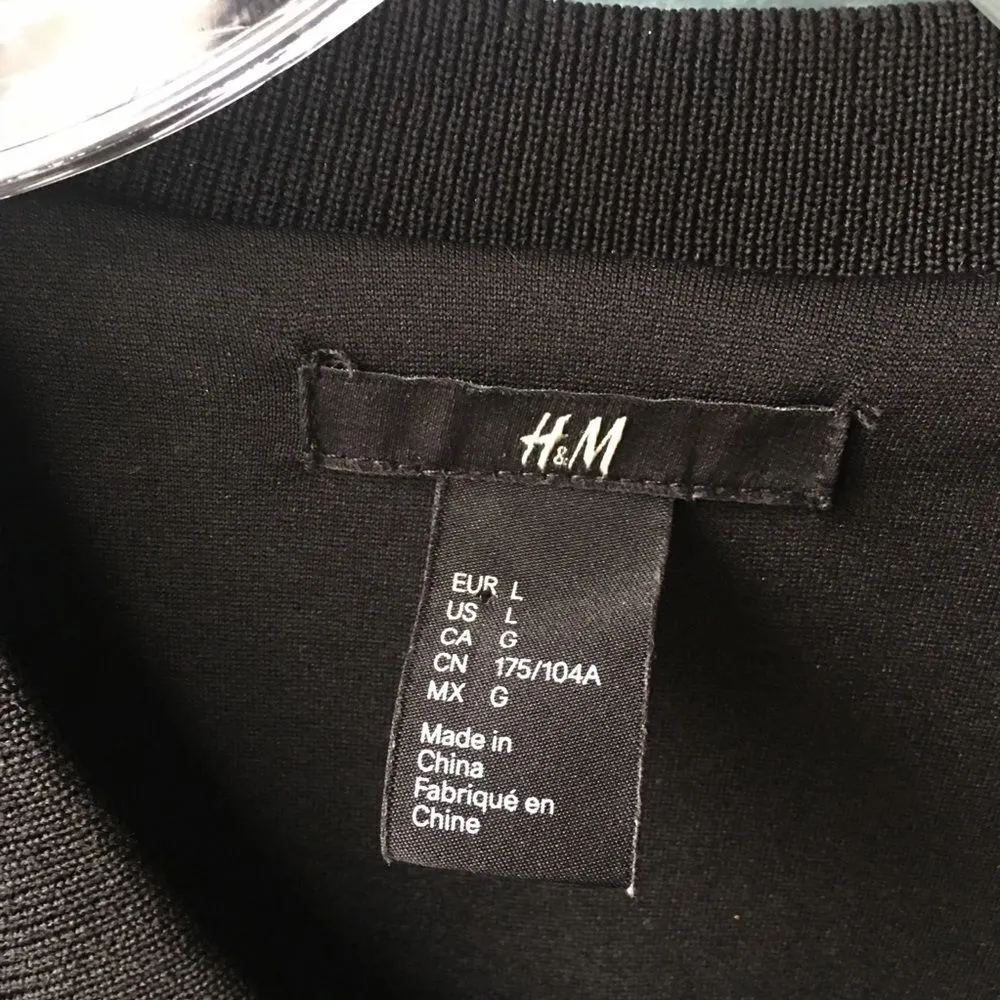 H&M
EUR L
US L
CA G
CN 175/104A
MX G
Made in
China
Fabriqué en
Chine